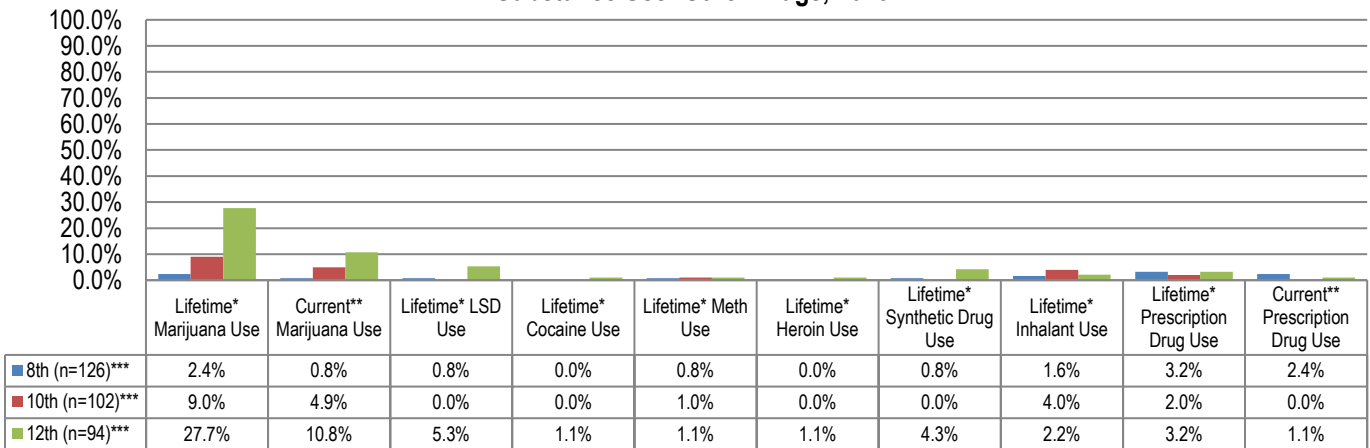 100.0%
90.0%
80.0%
70.0%
60.0%
50.0%
40.0%
30.0%
20.0%
10.0%
0.0%
Lifetime* Marijuana Use Current** Marijuana Use Lifetime* LSD Use Lifetime* Cocaine Use Lifetime* Meth Use Lifetime* Heroin Use Lifetime* Synthetic Drug Use Lifetime* Inhalant Use Lifetime* Prescription Drug Use Current** Prescription Drug Use
8th (n=126)*** 2.4% 0.8% 0.8% 0.0% 0.8% 0.0% 0.8% 1.6% 3.2% 2.4%
10th (n=102)*** 9.0% 4.9% 0.0% 0.0% 1.0% 0.0% 0.0% 4.0% 2.0% 0.0%
12th (n=94)*** 27.7% 10.8% 5.3% 1.1% 1.1% 1.1% 4.3% 2.2% 3.2% 1.1%